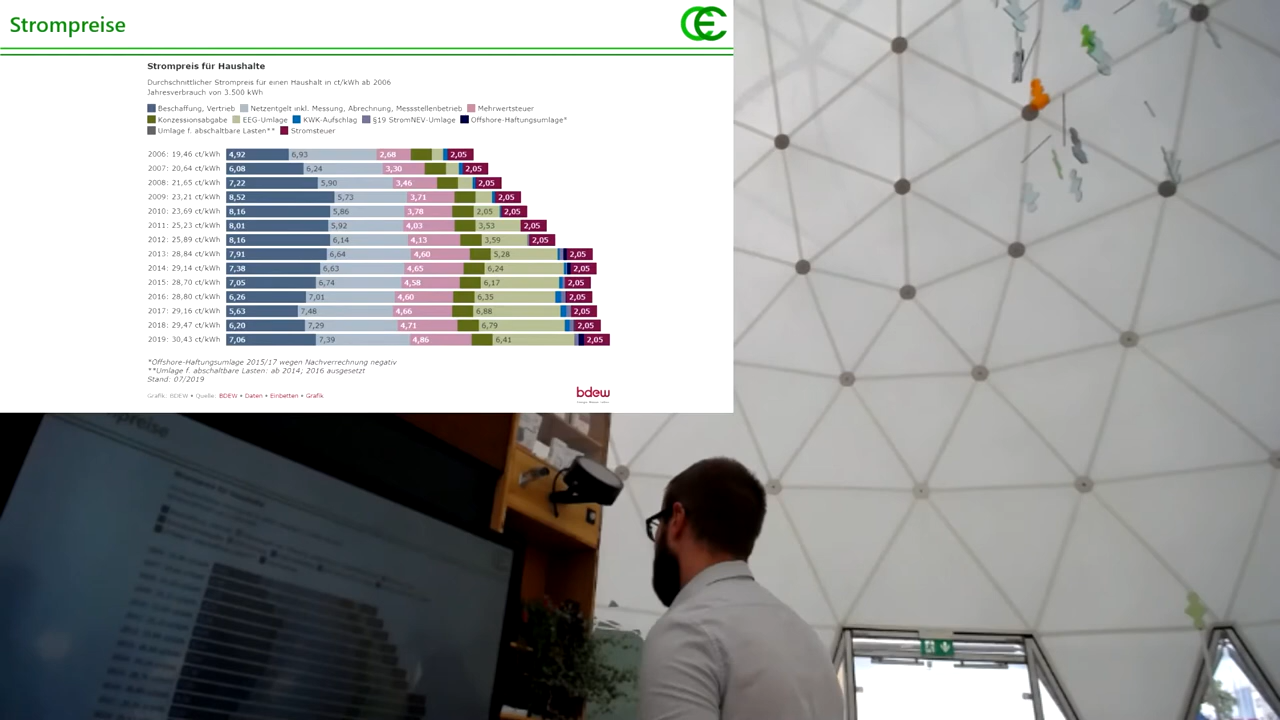 Strompreise
Strompreis für Haushalte
Durchschnittlicher Strompreis für einen Haushalt in ct/kWh ab 2006
Jahresverbrauch von 3.500 kWh
Beschaffung, Vertrieb Netzentgelt inkl. Messung, Abrechnung, Messstellenbetrieb Mehrwertsteuer
Konzessionsabgabe EEG-Umlage KWK-Aufschlag §19 StromNEV-Umlage Offshore-Haftungsumlage*
Umlage f. abschaltbare Lasten** Stromsteuer
2006: 19,46 ct/kWh 4,92 6,93 2,68 2,05
2007: 20,64 ct/kWh 6,08 6,24 3,30 2,05
2008: 21,65 ct/kWh 7,22 5,90 3,46 2,05
2009: 23,21 ct/kWh 8,52 5,73 3,71 2,05
2010: 23,69 ct/kWh 8,16 5,86 3,78 2,05 2,05
2011: 25,23 ct/kWh 8,01 5,92 4,03 3,53 2,05
2012: 25,89 ct/kWh 8,16 6,14 4,13 3,59 2,05
2013: 28,84 ct/kWh 7,91 6,64 4,60 5,28 2,05
2014: 29,14 ct/kWh 7,38 6,63 4,65 6,24 2,05
2015: 28,70 ct/kWh 7,05 6,74 4,58 6,17 2,05
2016: 28,80 ct/kWh 6,26 7,01 4,60 6,35 2,05
2017: 29,16 ct/kWh 5,63 7,48 4,66 6,88 2,05
2018: 29,47 ct/kWh 6,20 7,29 4,71 6,79 2,05
2019: 30,43 ct/kWh 7,06 7,39 4,86 6,41 2,05
*Offshore-Haftungsumlage 2015/17 wegen Nachverrechnung negativ
**Umlage f. abschaltbare Lasten: ab 2014; 2016 ausgesetzt
Stand: 07/2019
Grafik: BDEW • Quelle: BDEW • Daten • Einbetten • Grafik
bdew
preise